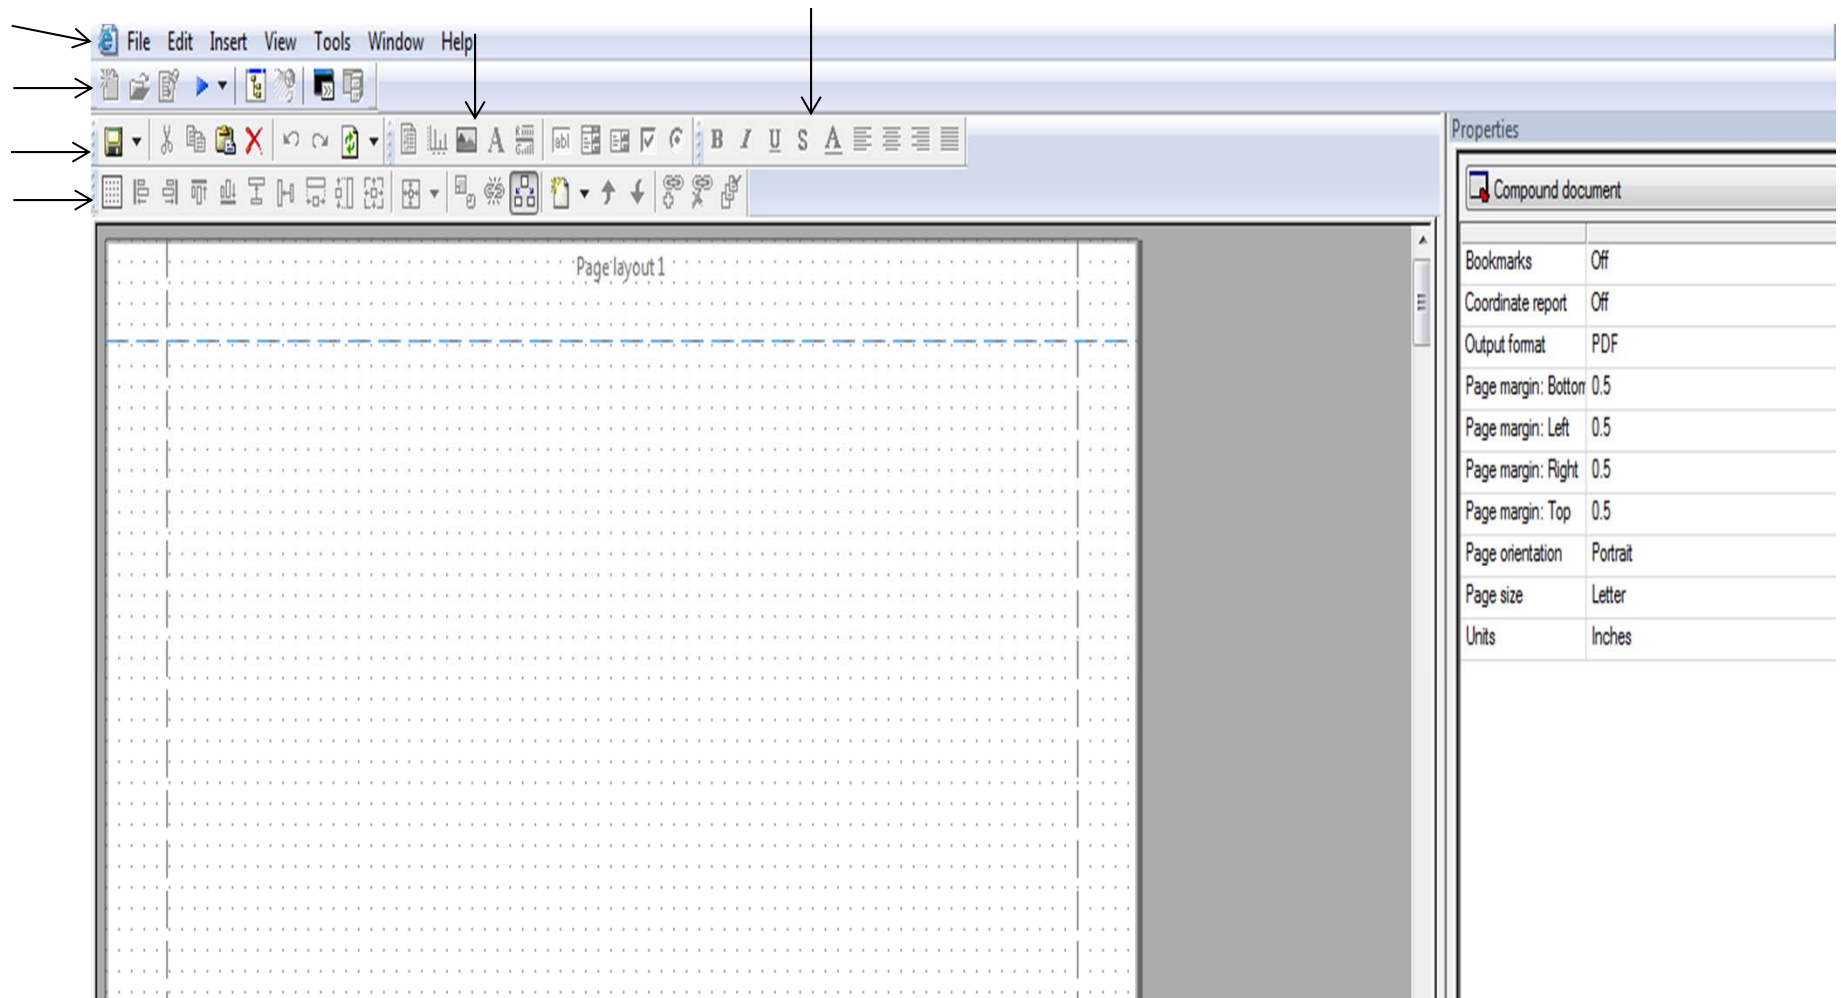 File Edit Insert View Tools Window Help
A abl B I U S A
Properties
Compound document
Page layout 1
Bookmarks Off
Coordinate report Off
Output format PDF
Page margin: Bottom 0.5
Page margin: Left 0.5
Page margin: Right 0.5
Page margin: Top 0.5
Page orientation Portrait
Page size Letter
Units Inches